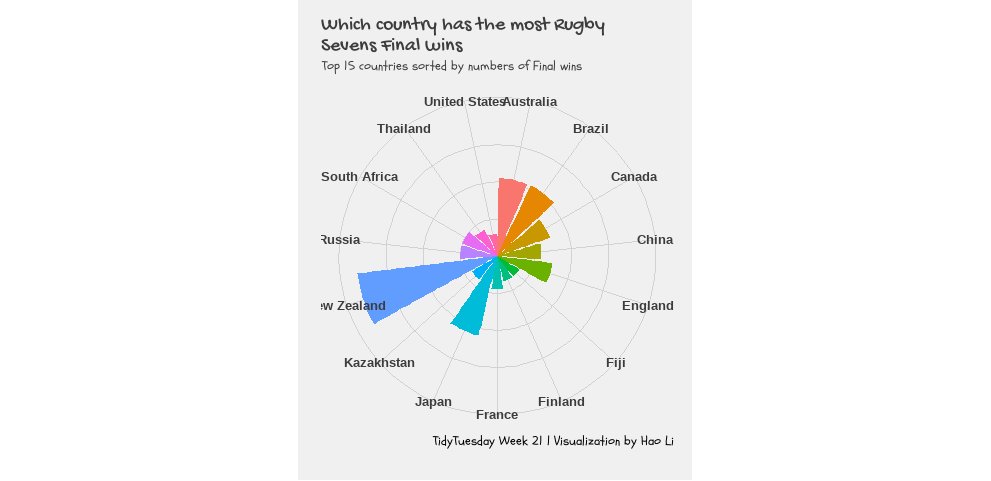 Which country has the most Rugby
Sevens Final Wins
Top 15 countries sorted by numbers of Final wins
United States
Australia
Thailand
Brazil
South Africa
Canada
Russia
China
ew Zealand
England
Kazakhstan
Fiji
Japan
Finland
France
TidyTuesday Week 21 | Visualization by Hao Li